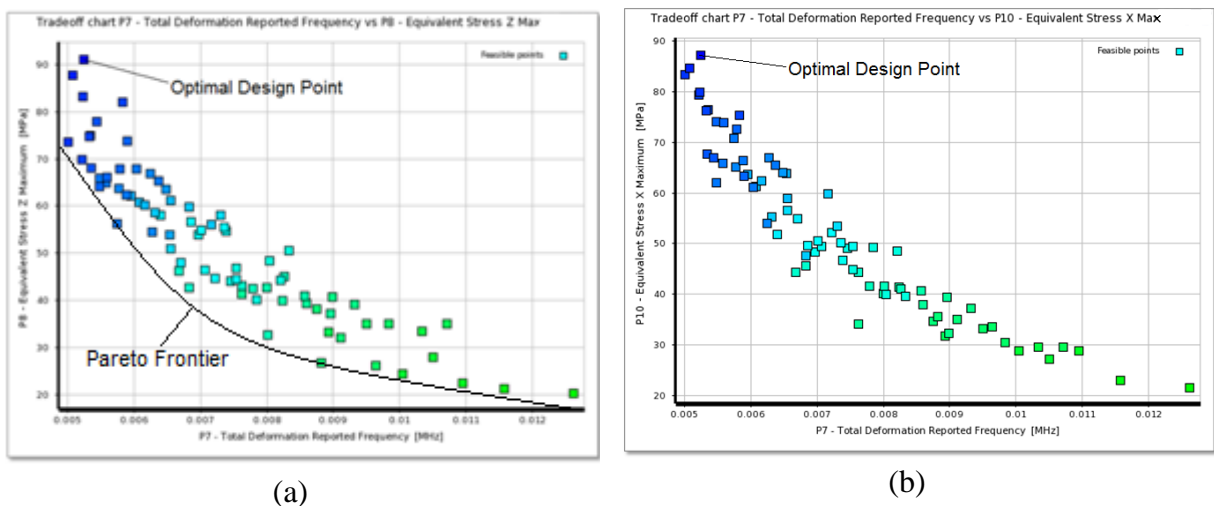 Tradeoff chart P7 - Total Deformation Reported Frequency vs P8 - Equivalent Stress Z Max
Feasible points
Optimal Design Point
Pareto Frontier
P8 - Equivalent Stress Z Maximum [MPa]
90
80
70
60
50
40
30
20
0.005 0.006 0.007 0.008 0.009 0.01 0.011 0.012
P7 - Total Deformation Reported Frequency [MHz]
(a)
Tradeoff chart P7 - Total Deformation Reported Frequency vs P10 - Equivalent Stress X Max
Feasible points
Optimal Design Point
P10 - Equivalent Stress X Maximum [MPa]
90
80
70
60
50
40
30
20
0.005 0.006 0.007 0.008 0.009 0.01 0.011 0.012
P7 - Total Deformation Reported Frequency [MHz]
(b)